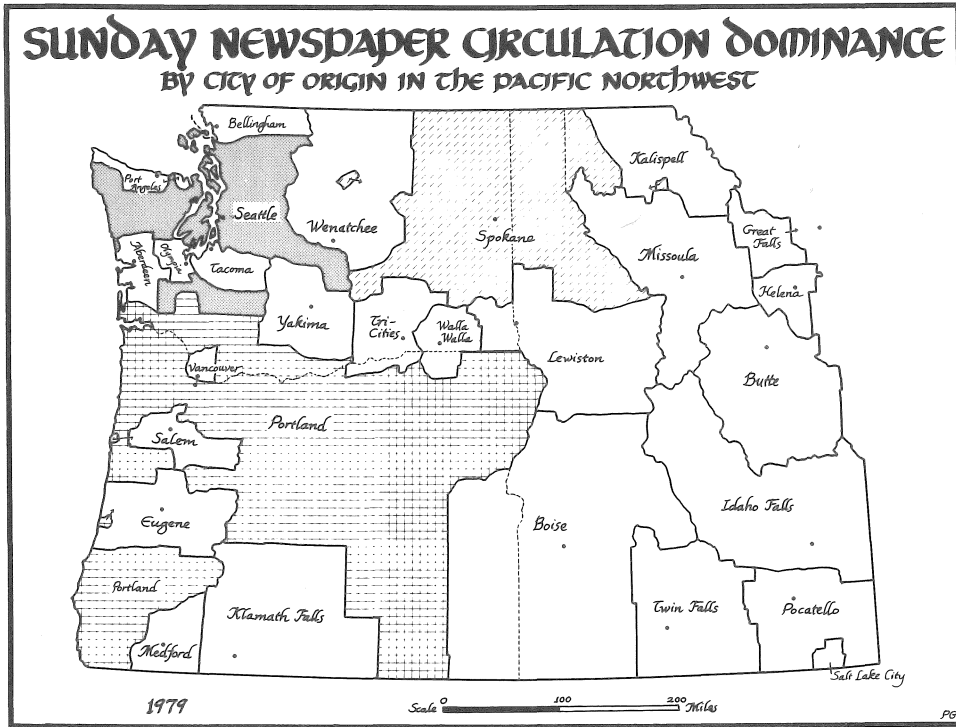 SUNDAY NEWSPAPER CIRCULATION DOMINANCE
BY CITY OF ORIGIN IN THE PACIFIC NORTHWEST
Bellingham
Kalispell
Port
Angeles
Seattle
Wenatchee
Spokane
Great
Falls
Missoula
Aberdeen
Olympia
Tacoma
Helena
Yakima
Tri-
Cities
Walla
Walla
Lewiston
Vancouver
Butte
Portland
Salem
Eugene
Boise
Idaho Falls
Portland
Klamath Falls
Twin Falls
Pocatello
Medford
Salt Lake City
1979
Scale 0 100 200 Miles
PG